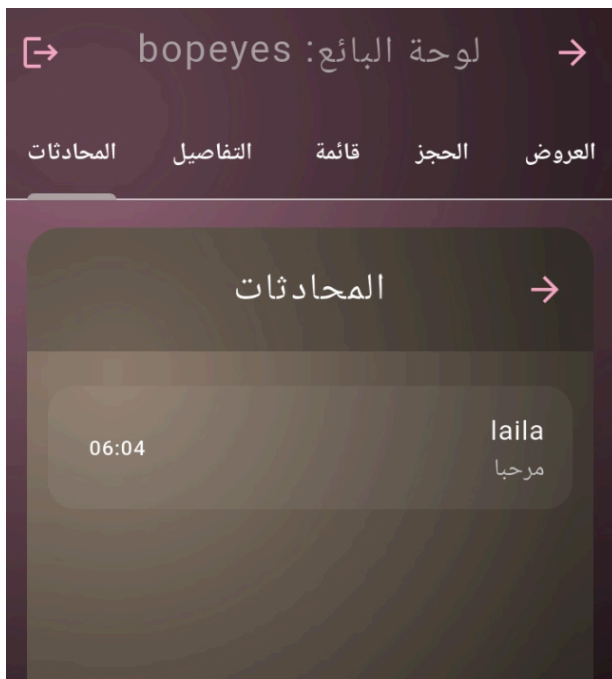 لوحة البائع: bopeyes
العروض الحجز قائمة التفاصيل المحادثات
المحادثات
laila
مرحبا
06:04